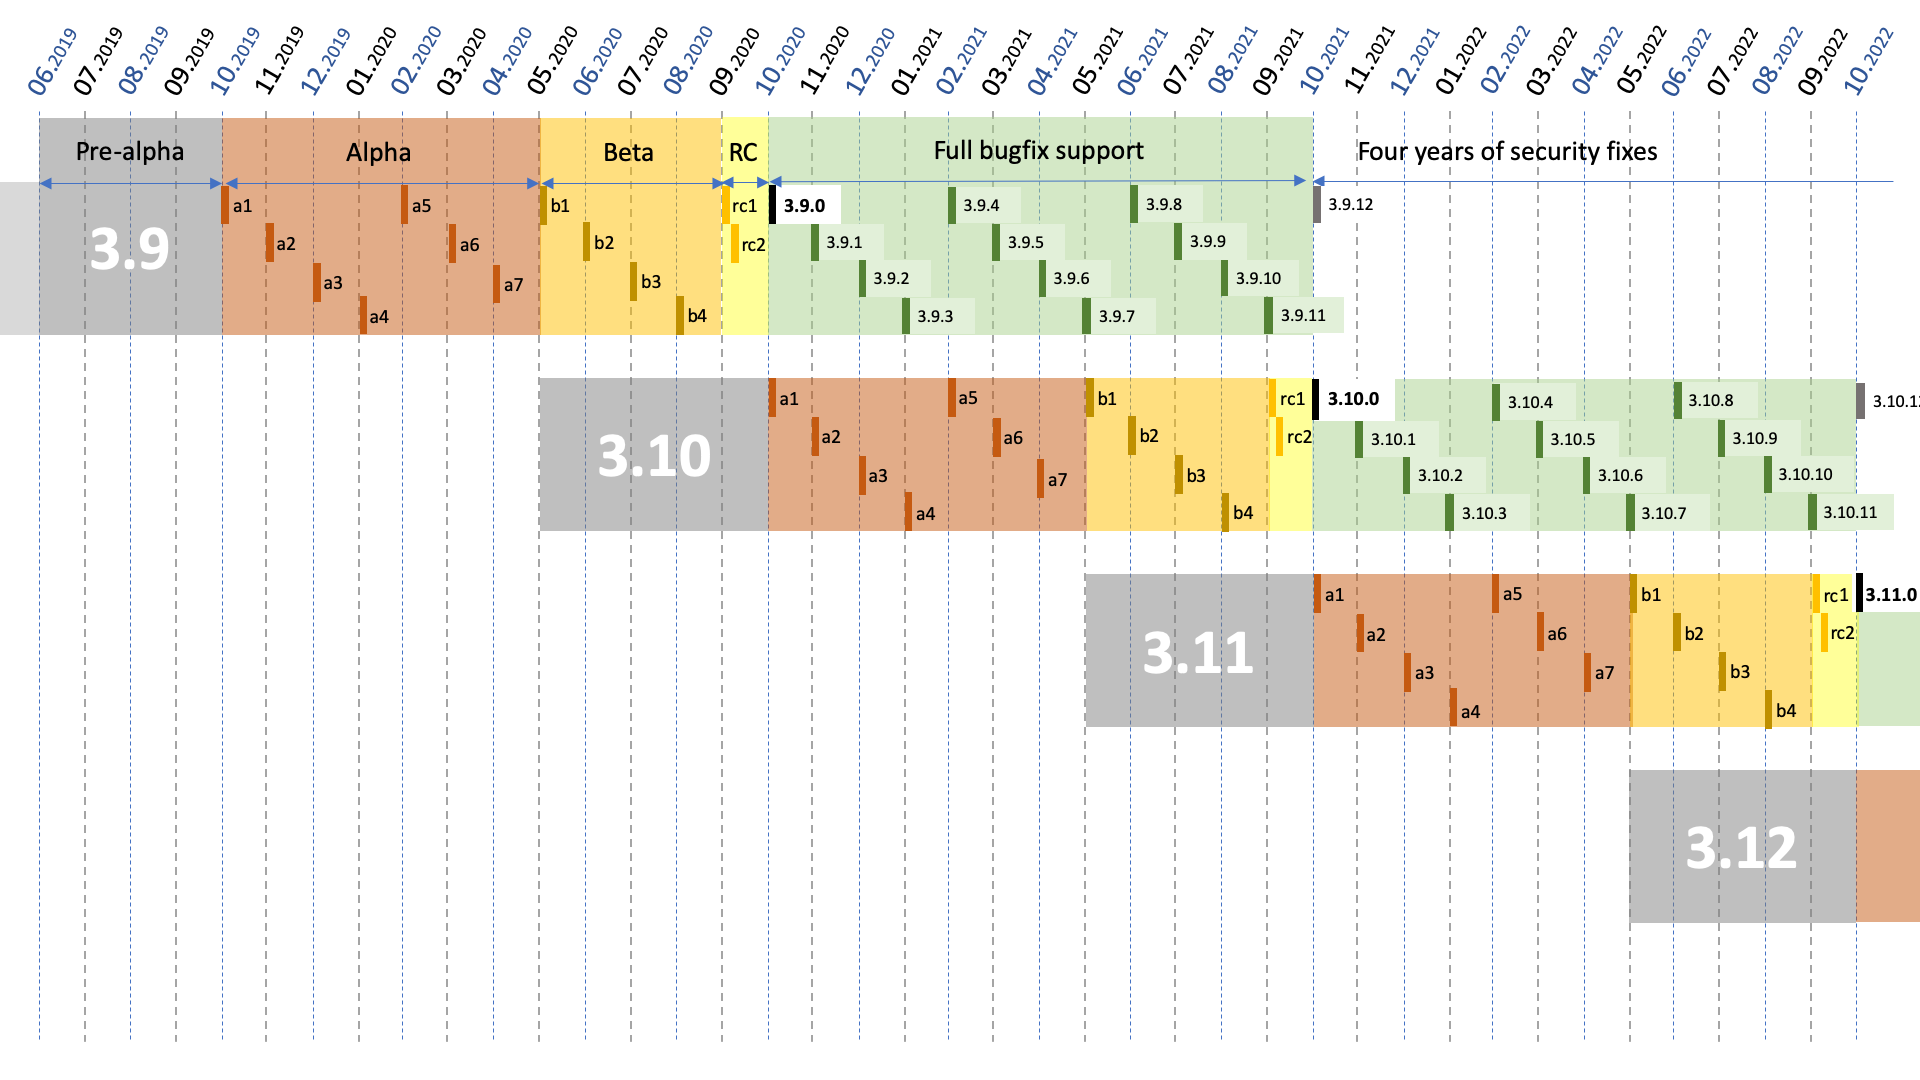 06.2019 07.2019 08.2019 09.2019 10.2019 11.2019 12.2019 01.2020 02.2020 03.2020 04.2020 05.2020 06.2020 07.2020 08.2020 09.2020 10.2020 11.2020 12.2020 01.2021 02.2021 03.2021 04.2021 05.2021 06.2021 07.2021 08.2021 09.2021 10.2021 11.2021 12.2021 01.2022 02.2022 03.2022 04.2022 05.2022 06.2022 07.2022 08.2022 09.2022 10.2022
Pre-alpha Alpha Beta RC Full bugfix support Four years of security fixes
3.9
a1 a5 b1 rc1 3.9.0 3.9.4 3.9.8 3.9.12
a2 a6 b2 rc2 3.9.1 3.9.5 3.9.9
a3 a7 b3 3.9.2 3.9.6 3.9.10
a4 b4 3.9.3 3.9.7 3.9.11
3.10
a1 a5 b1 rc1 3.10.0 3.10.4 3.10.8
a2 a6 b2 rc2 3.10.1 3.10.5 3.10.9
a3 a7 b3 3.10.2 3.10.6 3.10.10
a4 b4 3.10.3 3.10.7 3.10.11
3.11
a1 a5 b1 rc1 3.11.0
a2 a6 b2 rc2
a3 a7 b3
a4 b4
3.12